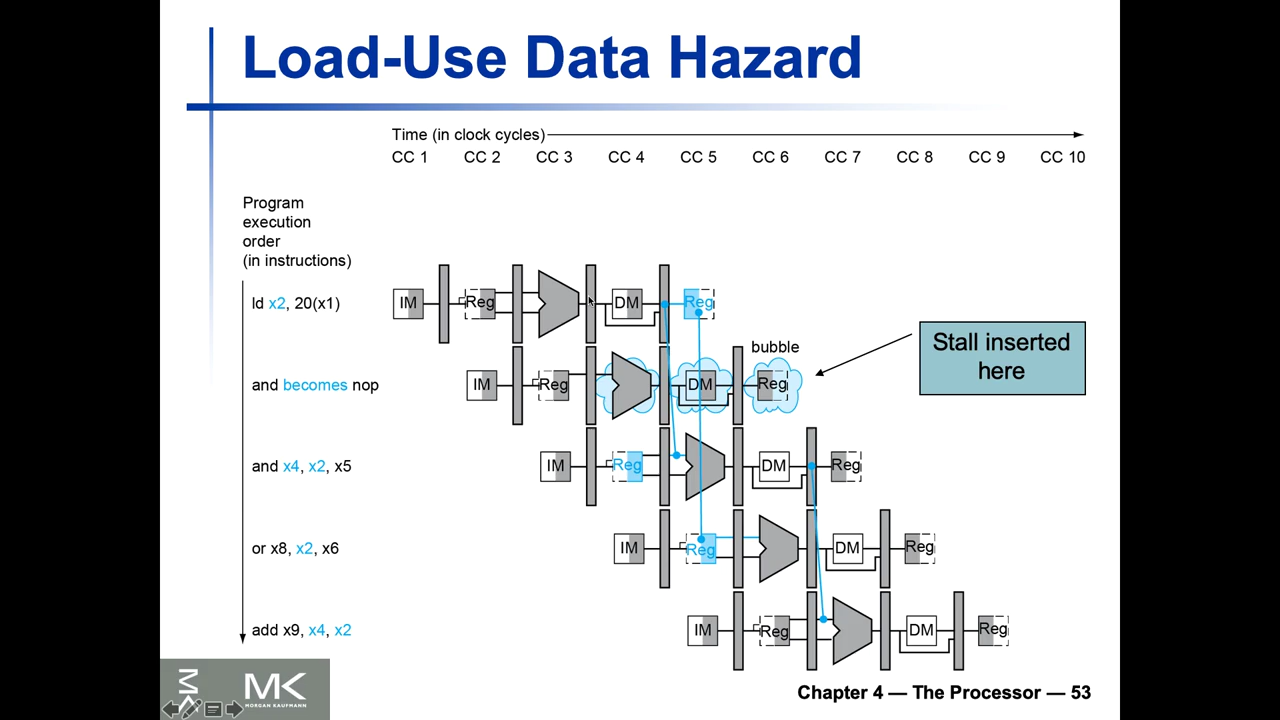 Load-Use Data Hazard
Time (in clock cycles)
CC 1 CC 2 CC 3 CC 4 CC 5 CC 6 CC 7 CC 8 CC 9 CC 10
Program
execution
order
(in instructions)
ld x2, 20(x1)
IM Reg DM Reg
bubble
Stall inserted
here
and becomes nop
IM Reg DM Reg
and x4, x2, x5
IM Reg DM Reg
or x8, x2, x6
IM Reg DM Reg
add x9, x4, x2
IM Reg DM Reg
MK
MK
MORGAN KAUFMANN
Chapter 4 — The Processor — 53